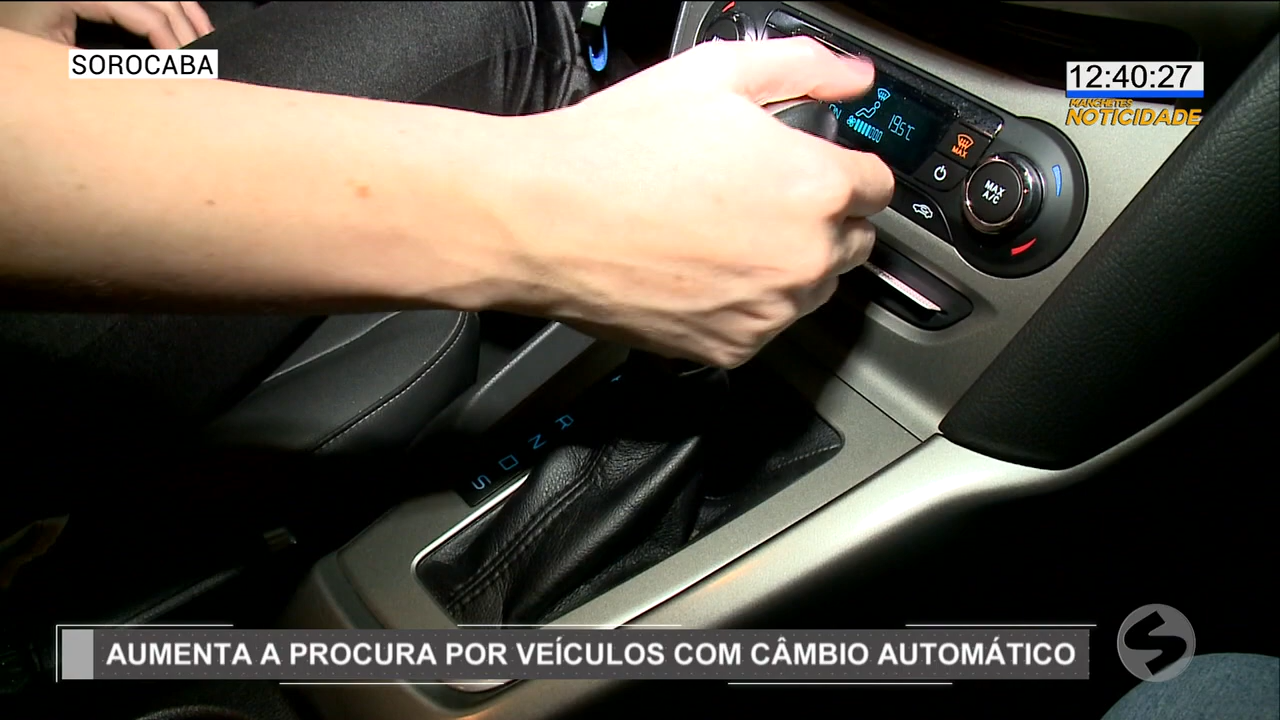 SOROCABA
12:40:27
MANCHETES
NOTICIDADE
19.5°C
MAX
MAX
A/C
R
N
D
S
AUMENTA A PROCURA POR VEÍCULOS COM CÂMBIO AUTOMÁTICO